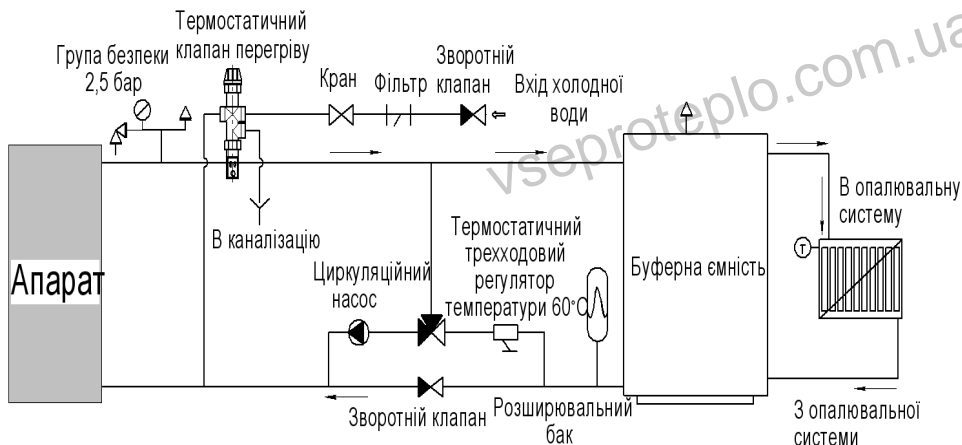 Термостатичний
клапан перегріву
Група безпеки
2,5 бар
Кран
Фільтр
Зворотній
клапан
Вхід холодної
води
vseproteplo.com.ua
В опалювальну
систему
В каналізацію
Термостатичний
трехходовий
регулятор
температури 60°С
Циркуляційний
насос
Т
Апарат
Буферна ємність
Зворотній клапан
Розширювальний
бак
З опалювальної
системи